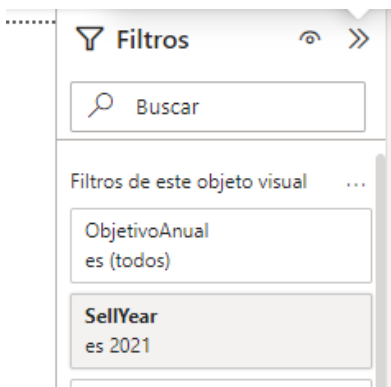 Filtros
Buscar
Filtros de este objeto visual
ObjetivoAnual
es (todos)
SellYear
es 2021